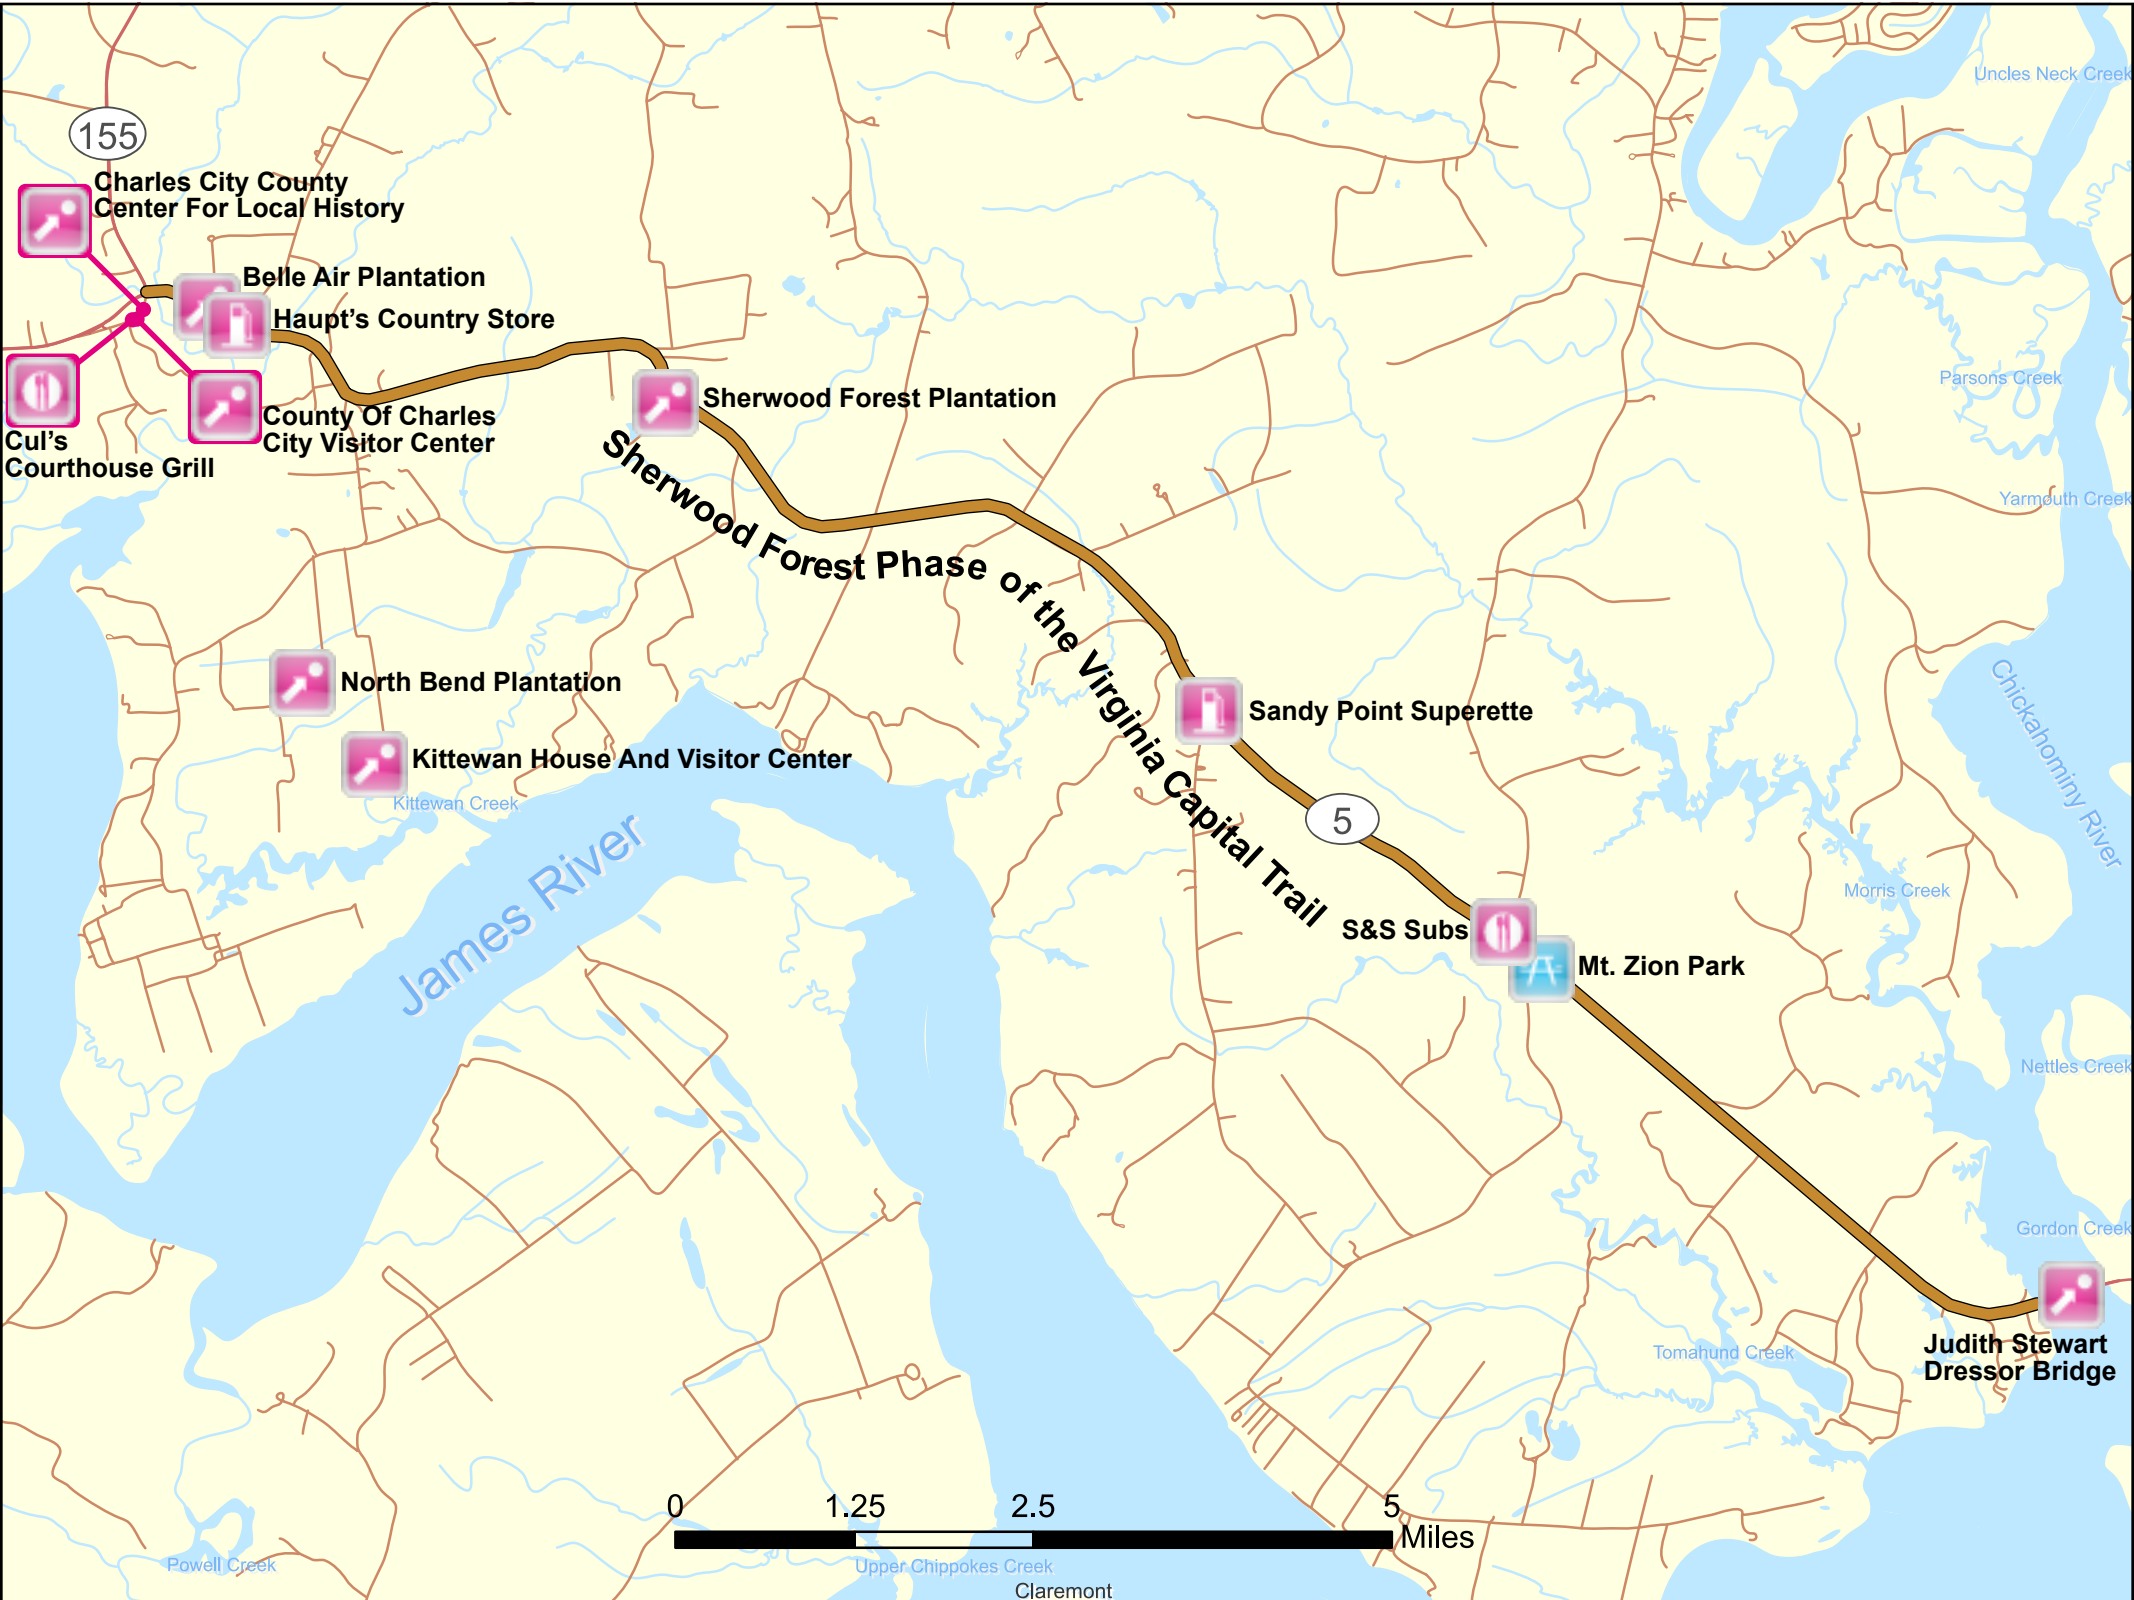 Uncles Neck Creek
155
Charles City County
Center For Local History
Belle Air Plantation
Haupt's Country Store
Parsons Creek
Sherwood Forest Plantation
County Of Charles
City Visitor Center
Cul's
Courthouse Grill
Yarmouth Creek
Sherwood Forest Phase of the Virginia Capital Trail
North Bend Plantation
Sandy Point Superette
Chickahominy River
Kittewan House And Visitor Center
Kittewan Creek
5
James River
Morris Creek
S&S Subs
Mt. Zion Park
Nettles Creek
Gordon Creek
Judith Stewart
Dressor Bridge
Tomahund Creek
0 1.25 2.5 5
Miles
Powell Creek
Upper Chippokes Creek
Claremont